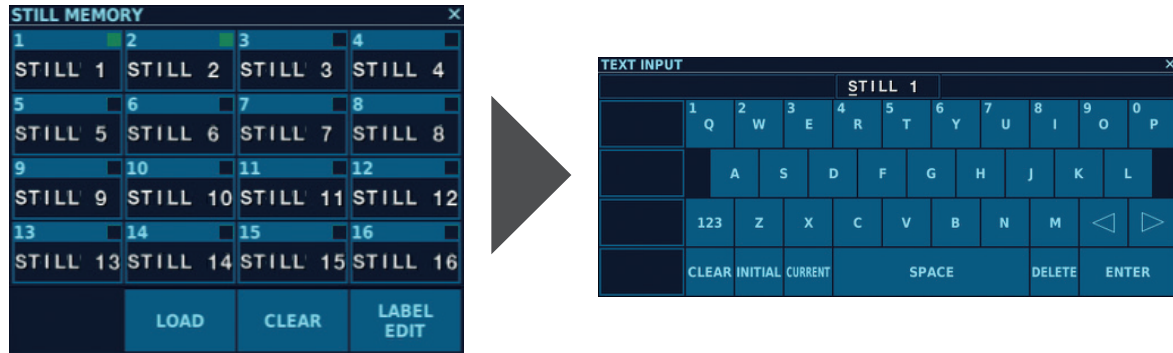 STILL MEMORY ×
1 2 3 4
STILL 1 STILL 2 STILL 3 STILL 4
5 6 7 8
STILL 5 STILL 6 STILL 7 STILL 8
9 10 11 12
STILL 9 STILL 10 STILL 11 STILL 12
13 14 15 16
STILL 13 STILL 14 STILL 15 STILL 16
LOAD CLEAR LABEL
EDIT
TEXT INPUT ×
STILL 1
1 2 3 4 5 6 7 8 9 0
Q W E R T Y U I O P
A S D F G H J K L
123 Z X C V B N M
CLEAR INITIAL CURRENT SPACE DELETE ENTER